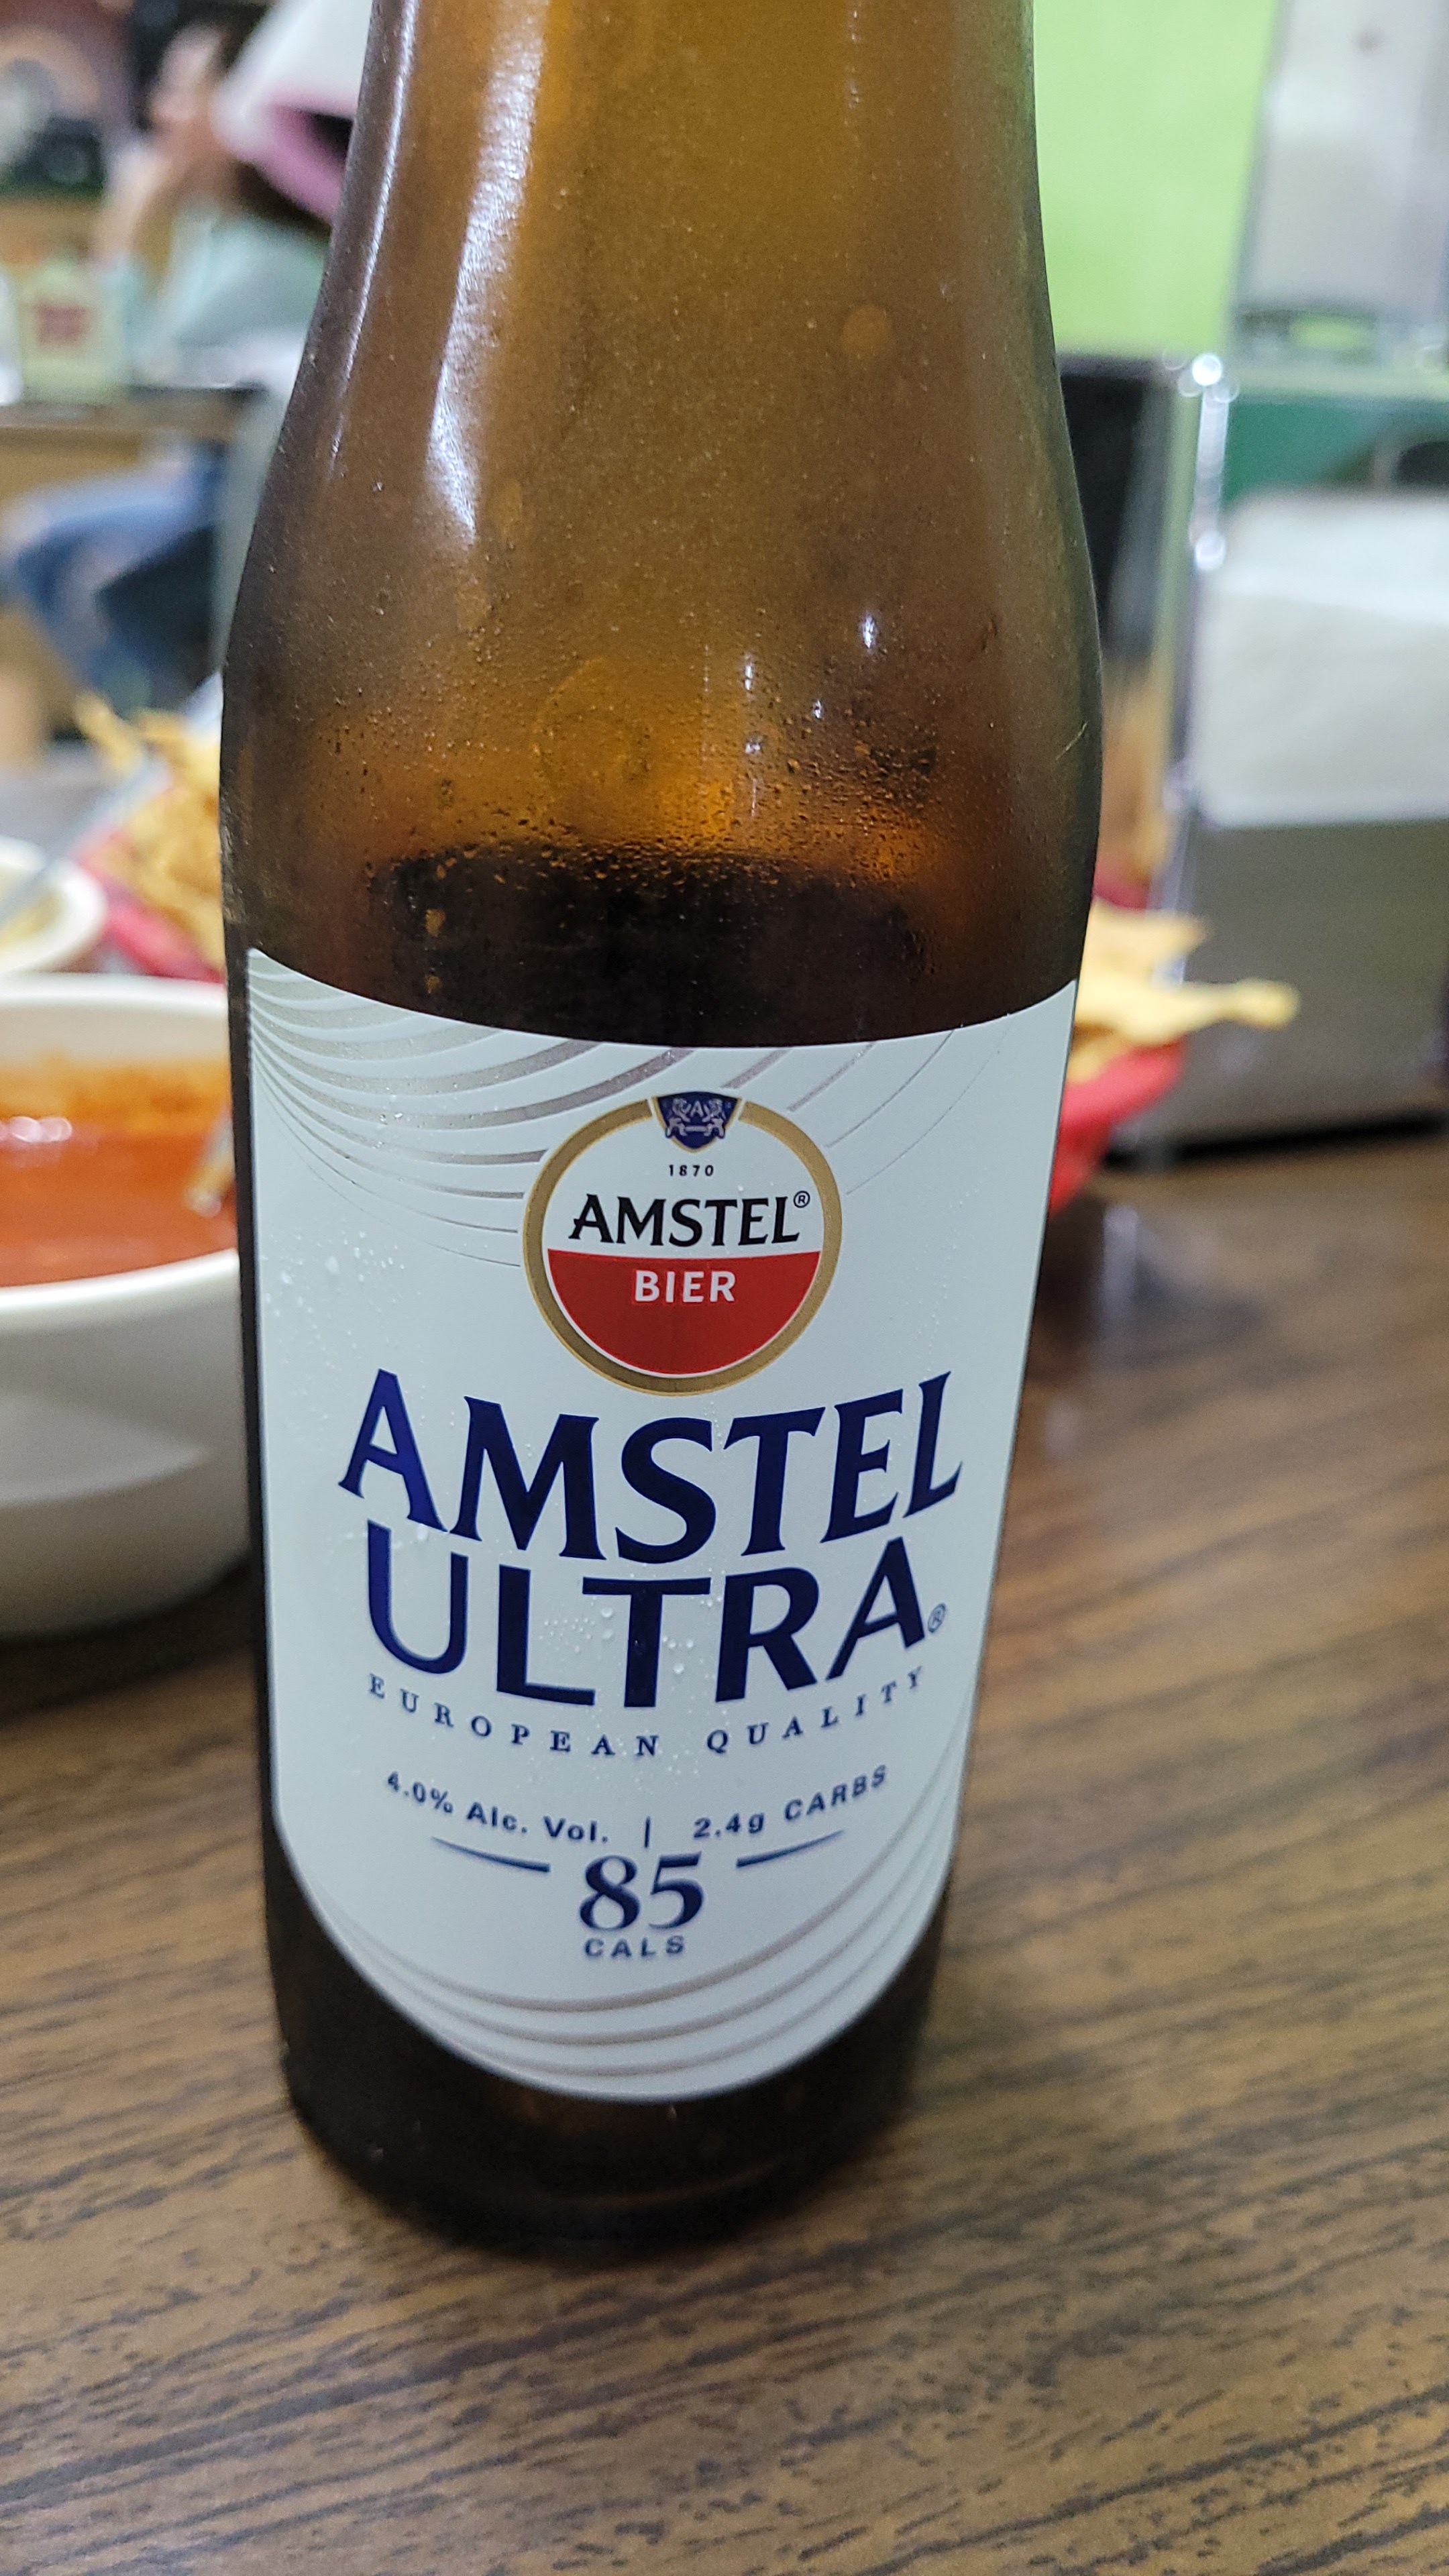 A
1870
AMSTEL®
BIER
AMSTEL
ULTRA®
EUROPEAN QUALITY
4.0% Alc. Vol. | 2.4g CARBS
85
CALS